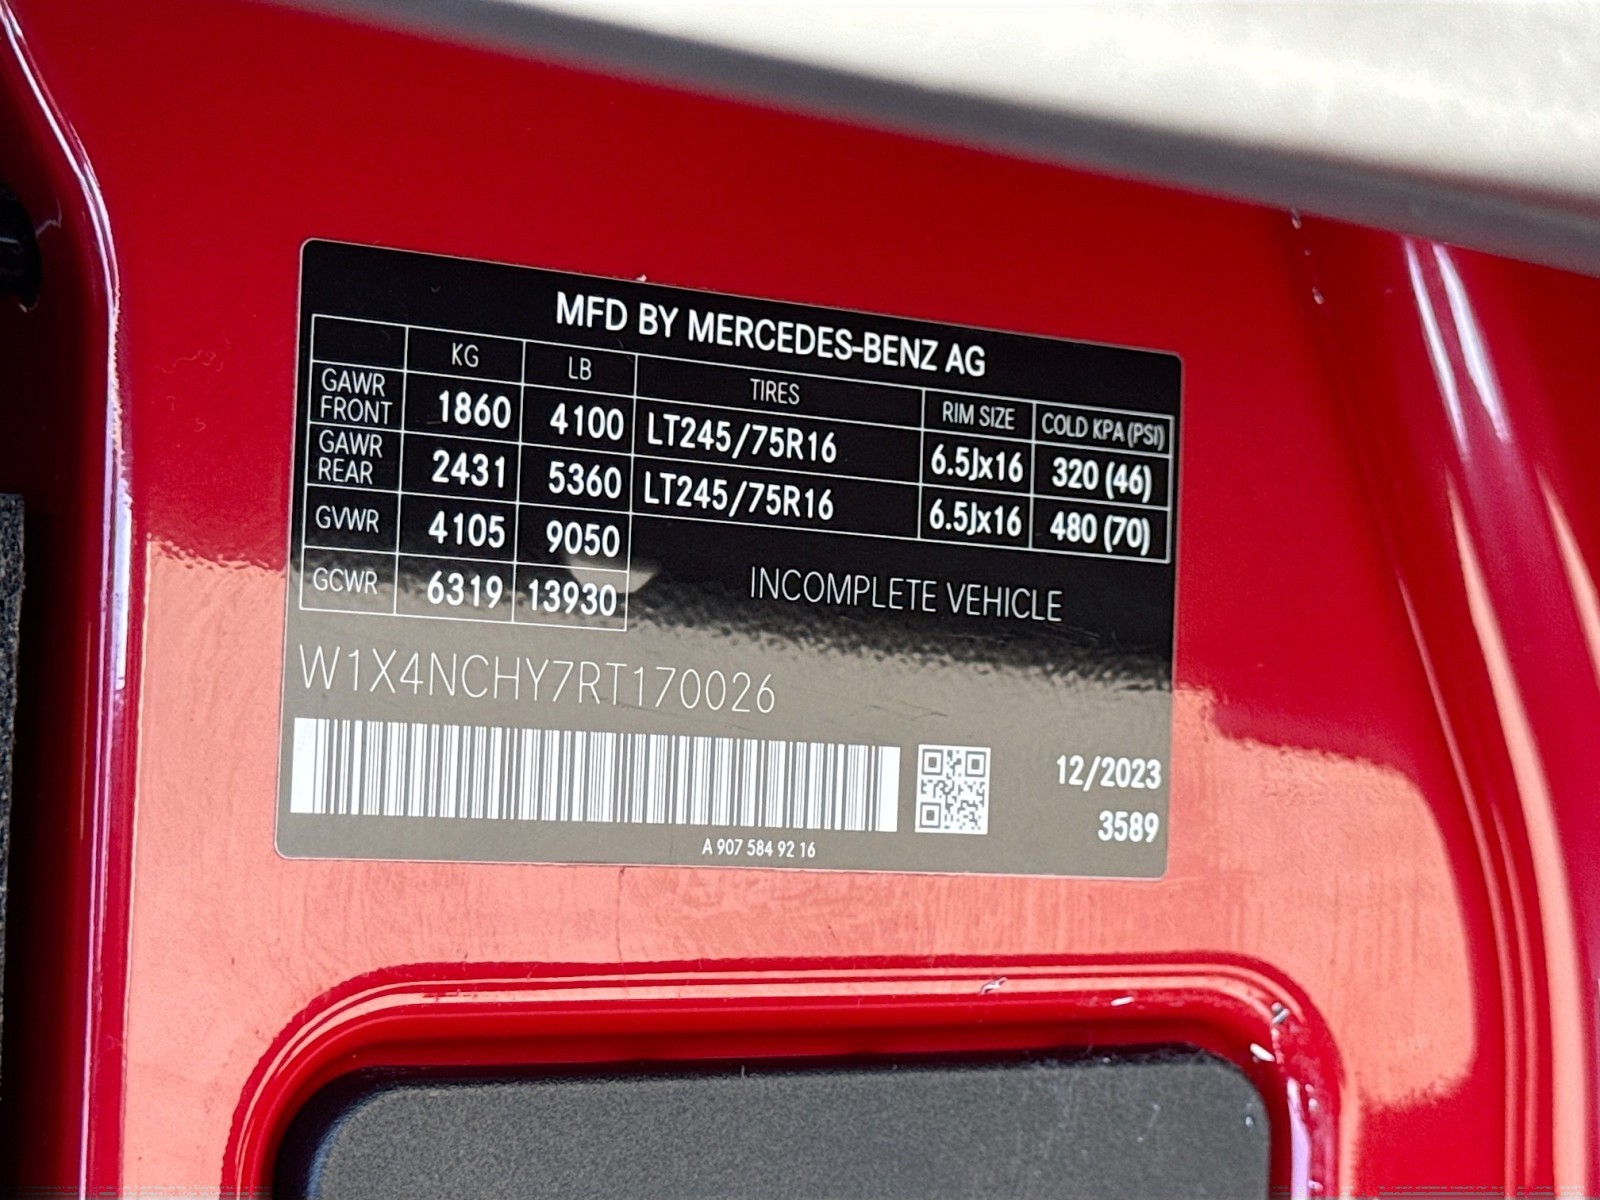 MFD BY MERCEDES-BENZ AG
KG LB TIRES RIM SIZE COLD KPA (PSI)
GAWR FRONT 1860 4100 LT245/75R16 6.5Jx16 320 (46)
GAWR REAR 2431 5360 LT245/75R16 6.5Jx16 480 (70)
GVWR 4105 9050
INCOMPLETE VEHICLE
GCWR 6319 13930
W1X4NCHY7RT170026
12/2023
3589
A 907 584 92 16